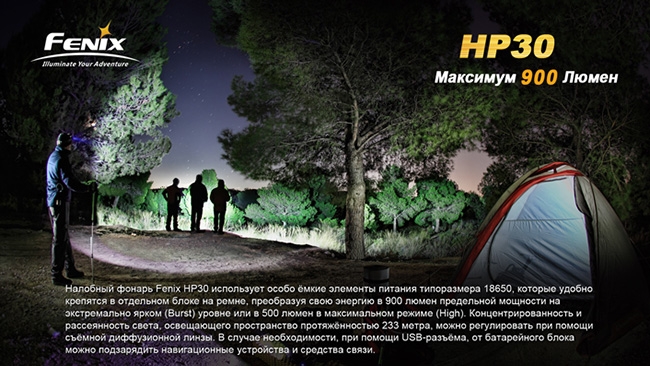 FENIX
Illuminate Your Adventure
HP30
Максимум 900 Люмен
Налобный фонарь Fenix HP30 использует особо ёмкие элементы питания типоразмера 18650, которые удобно
крепятся в отдельном блоке на ремне, преобразуя свою энергию в 900 люмен предельной мощности на
экстремально ярком (Burst) уровне или в 500 люмен в максимальном режиме (High). Концентрированность и
рассеянность света, освещающего пространство протяжённостью 233 метра, можно регулировать при помощи
съёмной диффузионной линзы. В случае необходимости, при помощи USB-разъёма, от батарейного блока
можно подзарядить навигационные устройства и средства связи.